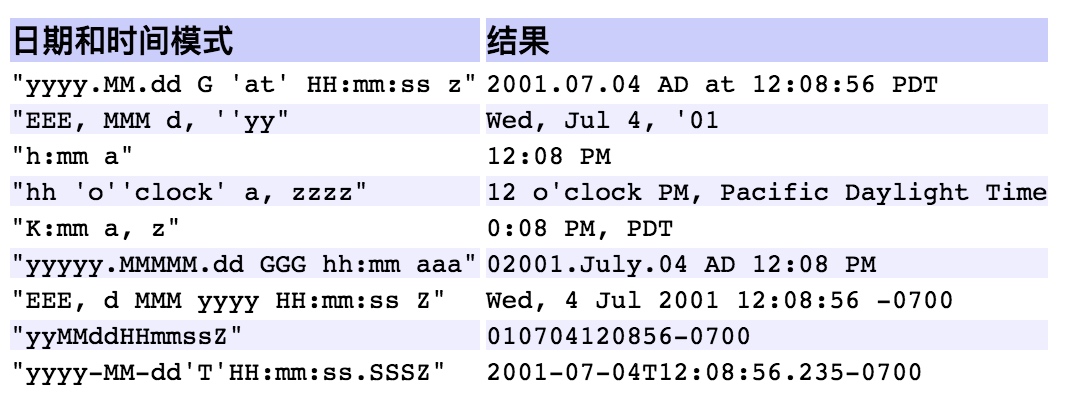 日期和时间模式 结果
"yyyy.MM.dd G 'at' HH:mm:ss z" 2001.07.04 AD at 12:08:56 PDT
"EEE, MMM d, ''yy" Wed, Jul 4, '01
"h:mm a" 12:08 PM
"hh 'o''clock' a, zzzz" 12 o'clock PM, Pacific Daylight Time
"K:mm a, z" 0:08 PM, PDT
"yyyyy.MMMMM.dd GGG hh:mm aaa" 02001.July.04 AD 12:08 PM
"EEE, d MMM yyyy HH:mm:ss Z" Wed, 4 Jul 2001 12:08:56 -0700
"yyMMddHHmmssZ" 010704120856-0700
"yyyy-MM-dd'T'HH:mm:ss.SSSZ" 2001-07-04T12:08:56.235-0700